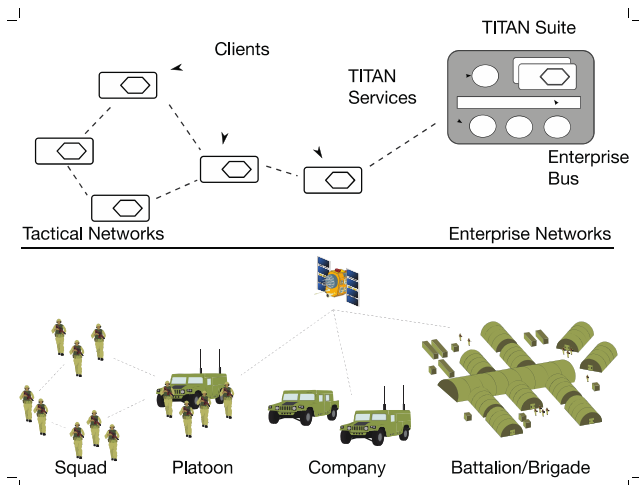 TITAN Suite
Clients
TITAN
Services
Enterprise
Bus
Tactical Networks
Enterprise Networks
Squad
Platoon
Company
Battalion/Brigade